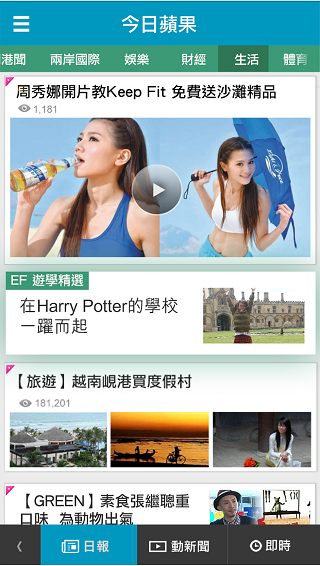 今日蘋果
港聞 兩岸國際 娛樂 財經 生活 體育
周秀娜開片教Keep Fit 免費送沙灘精品
1,181
EF 遊學精選
在Harry Potter的學校
一躍而起
【旅遊】越南峴港買度假村
181,201
【GREEN】素食張繼聰重
口味 為動物出氣
日報 動新聞 即時